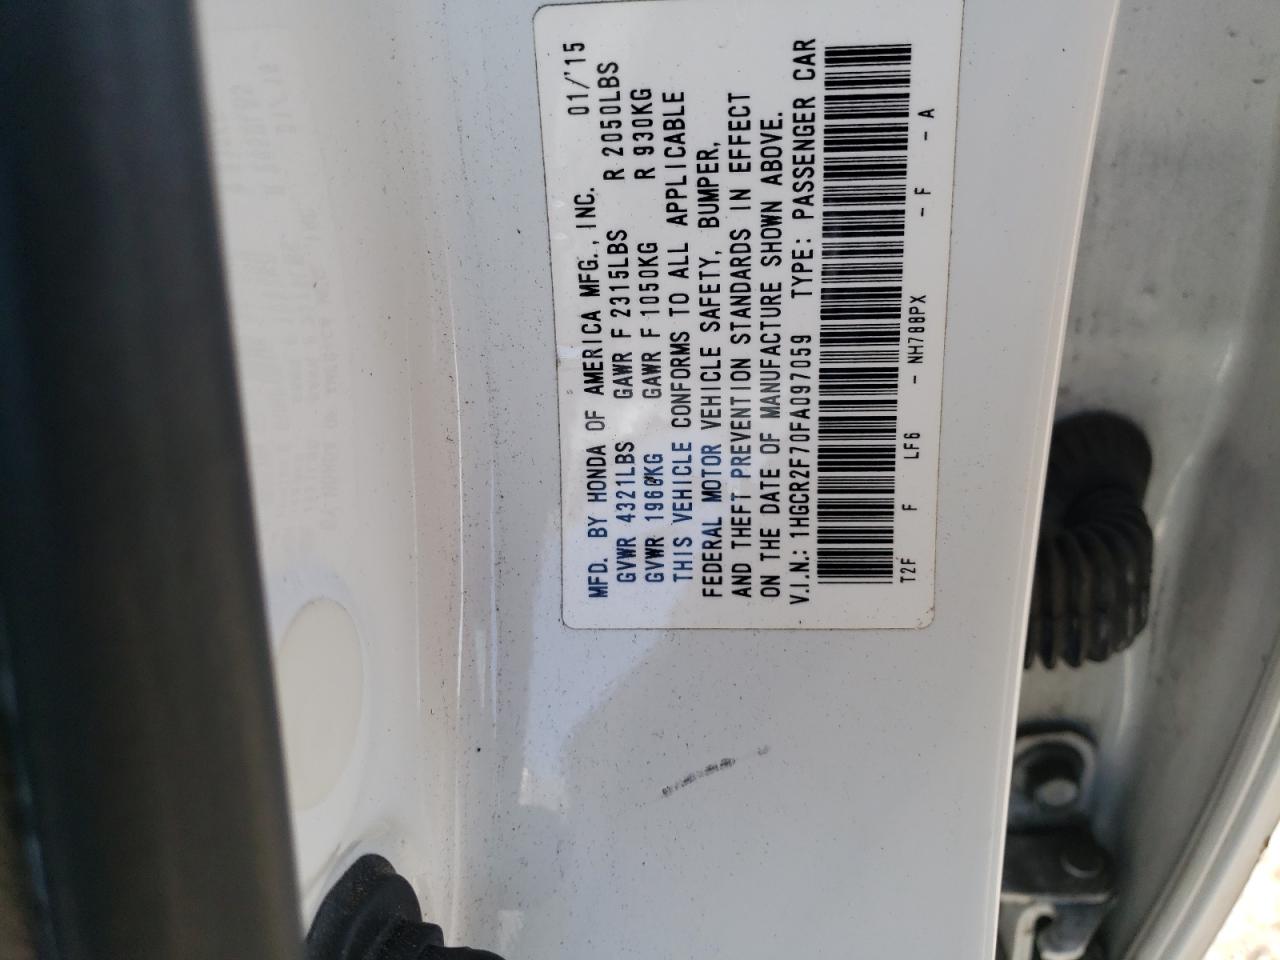 MFD. BY HONDA OF AMERICA MFG., INC. 01/'15
GVWR 4321LBS GAWR F 2315LBS R 2050LBS
GVWR 1960KG GAWR F 1050KG R 930KG
THIS VEHICLE CONFORMS TO ALL APPLICABLE
FEDERAL MOTOR VEHICLE SAFETY, BUMPER,
AND THEFT PREVENTION STANDARDS IN EFFECT
ON THE DATE OF MANUFACTURE SHOWN ABOVE.
V.I.N.: 1HGCR2F70FA097059 TYPE: PASSENGER CAR
T2F F LF6 - NH788PX - F - A